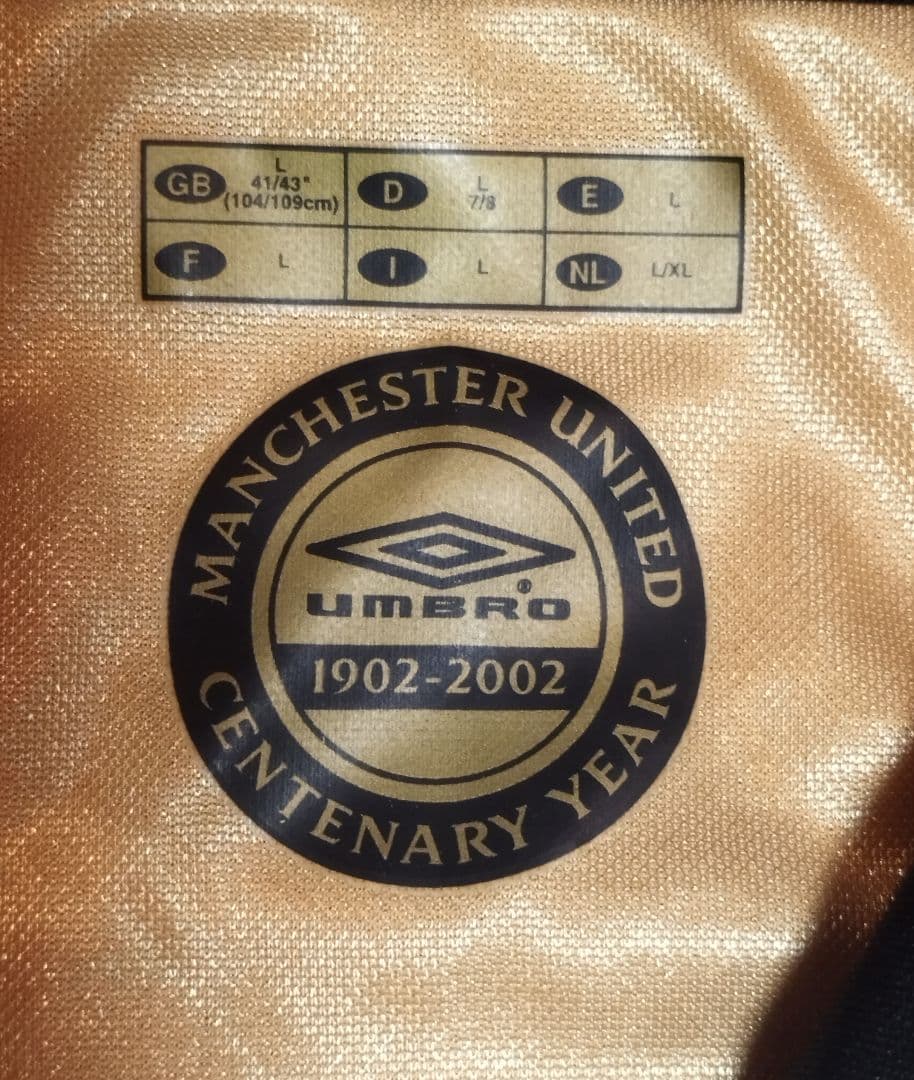 GB L 41/43" (104/109cm)
D L 7/8
E L
F L
I L
NL L/XL
MANCHESTER UNITED
UMBRO®
1902-2002
CENTENARY YEAR